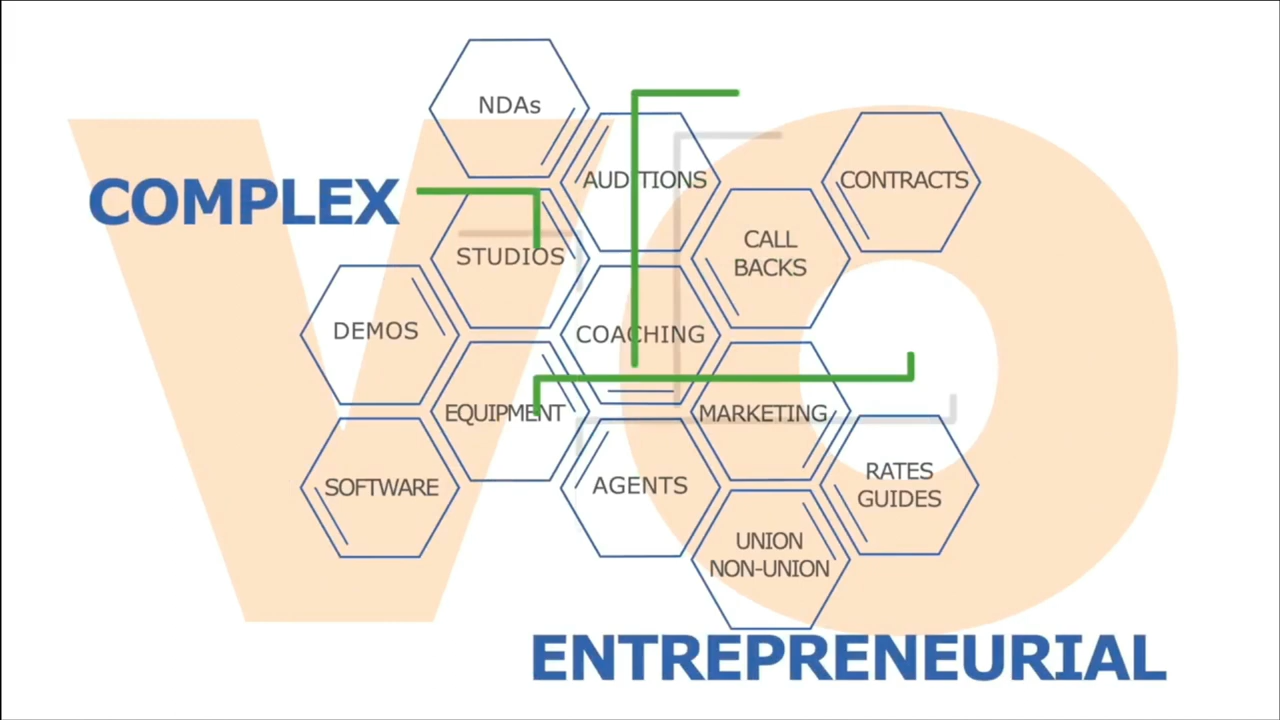 VO
NDAs
AUDITIONS
CONTRACTS
COMPLEX
CALL
BACKS
STUDIOS
DEMOS
COACHING
EQUIPMENT
MARKETING
SOFTWARE
AGENTS
RATES
GUIDES
UNION
NON-UNION
ENTREPRENEURIAL